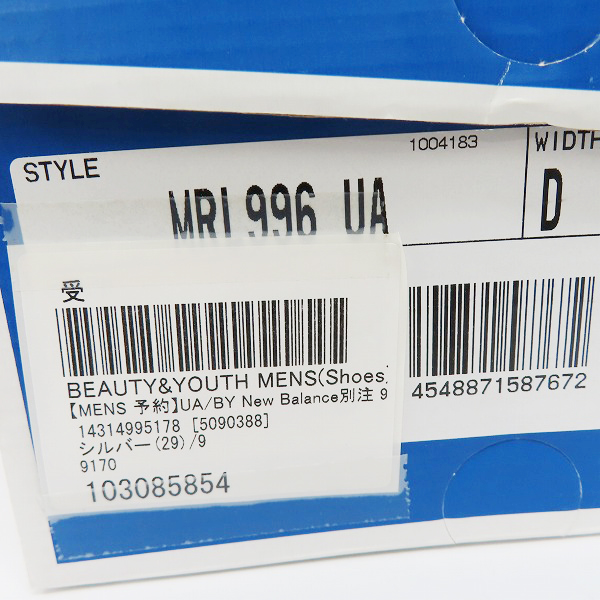 STYLE
1004183
WIDTH
MRL996 UA
D
受
BEAUTY&YOUTH MENS(Shoes)
【MENS 予約】UA/BY New Balance別注 9
14314995178 [5090388]
シルバー(29)/9
9170
103085854
4548871587672